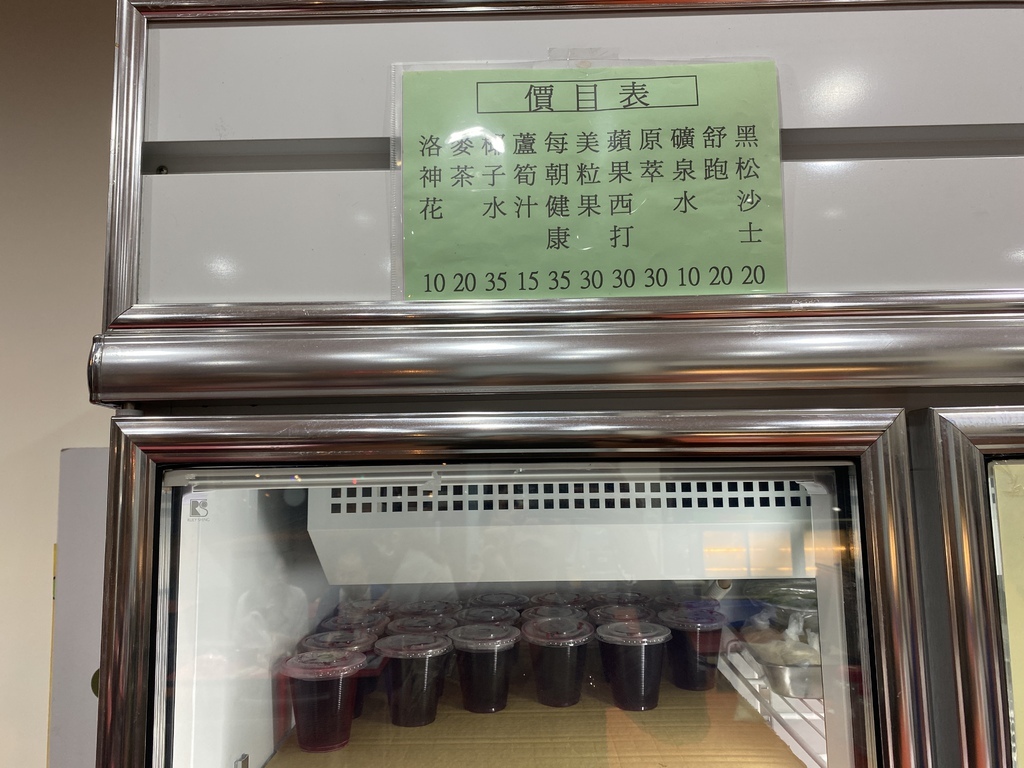 價目表
黑松沙士 20
舒跑 20
礦泉水 10
原萃 30
蘋果西打 30
美粒果 30
每朝健康 35
蘆筍汁 15
椰子水 35
麥茶 20
洛神花 10